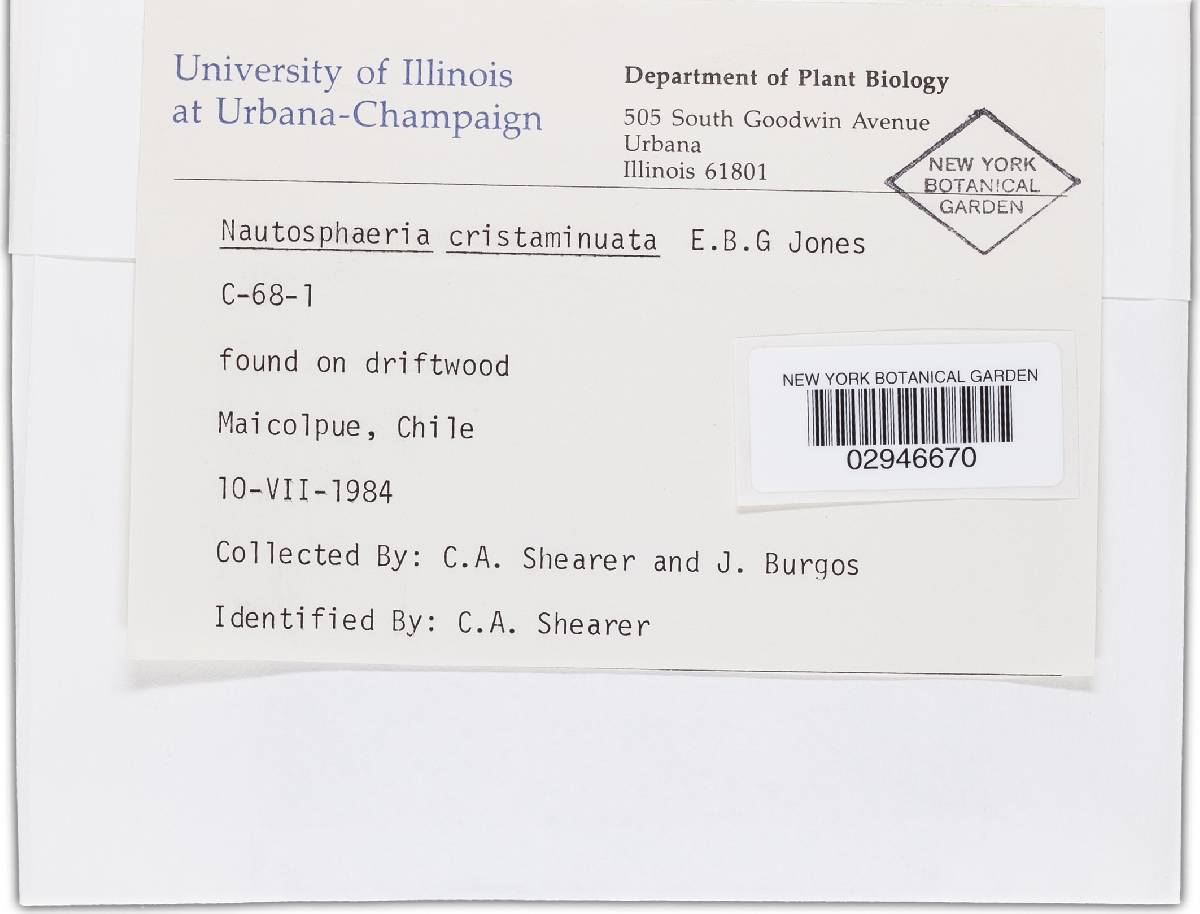 University of Illinois
at Urbana-Champaign
Department of Plant Biology
505 South Goodwin Avenue
Urbana
Illinois 61801
NEW YORK
BOTANICAL
GARDEN
Nautosphaeria cristaminuata E.B.G Jones
C-68-1
found on driftwood
Maicolpue, Chile
10-VII-1984
Collected By: C.A. Shearer and J. Burgos
Identified By: C.A. Shearer
NEW YORK BOTANICAL GARDEN
02946670